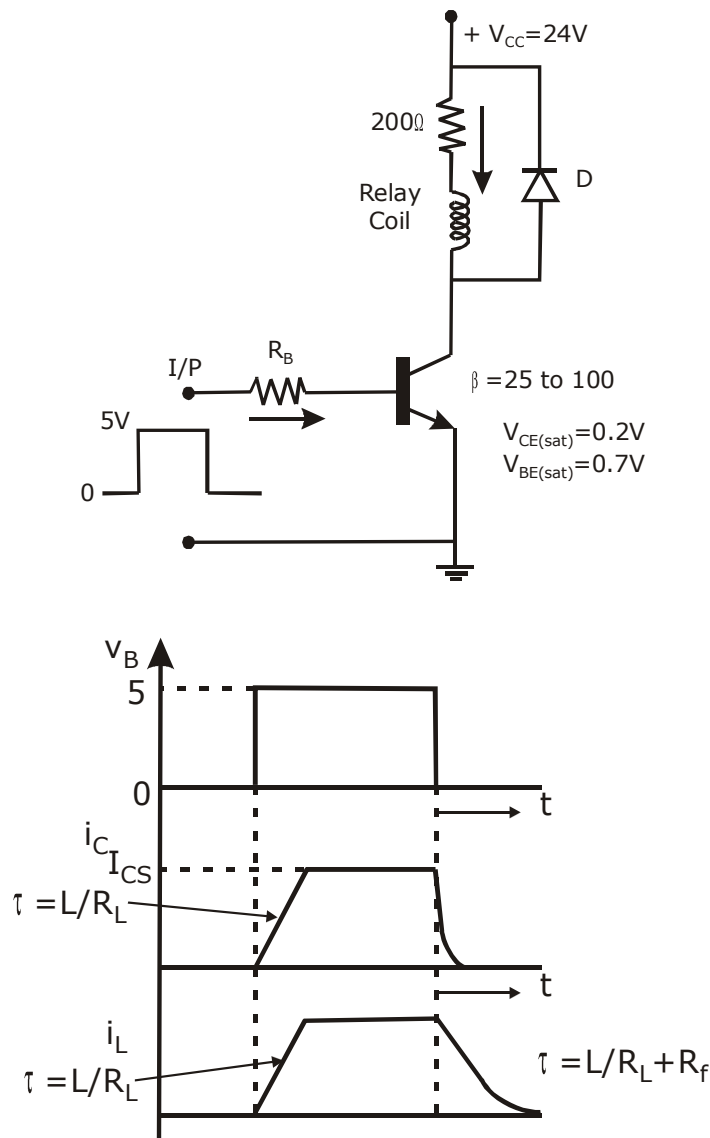 + V_CC=24V
200Ω
Relay
Coil
D
I/P
R_B
β =25 to 100
5V
0
V_CE(sat)=0.2V
V_BE(sat)=0.7V
v_B
5
0
t
i_C
I_CS
τ =L/R_L
t
i_L
τ =L/R_L
τ =L/R_L+R_f